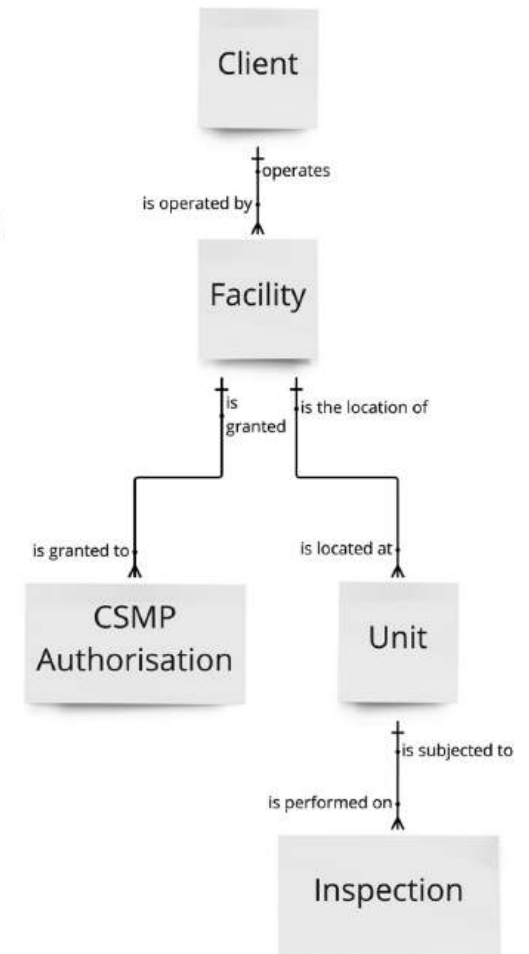 Client
operates
is operated by
Facility
is
granted
is the location of
is granted to
is located at
CSMP
Authorisation
Unit
is subjected to
is performed on
Inspection